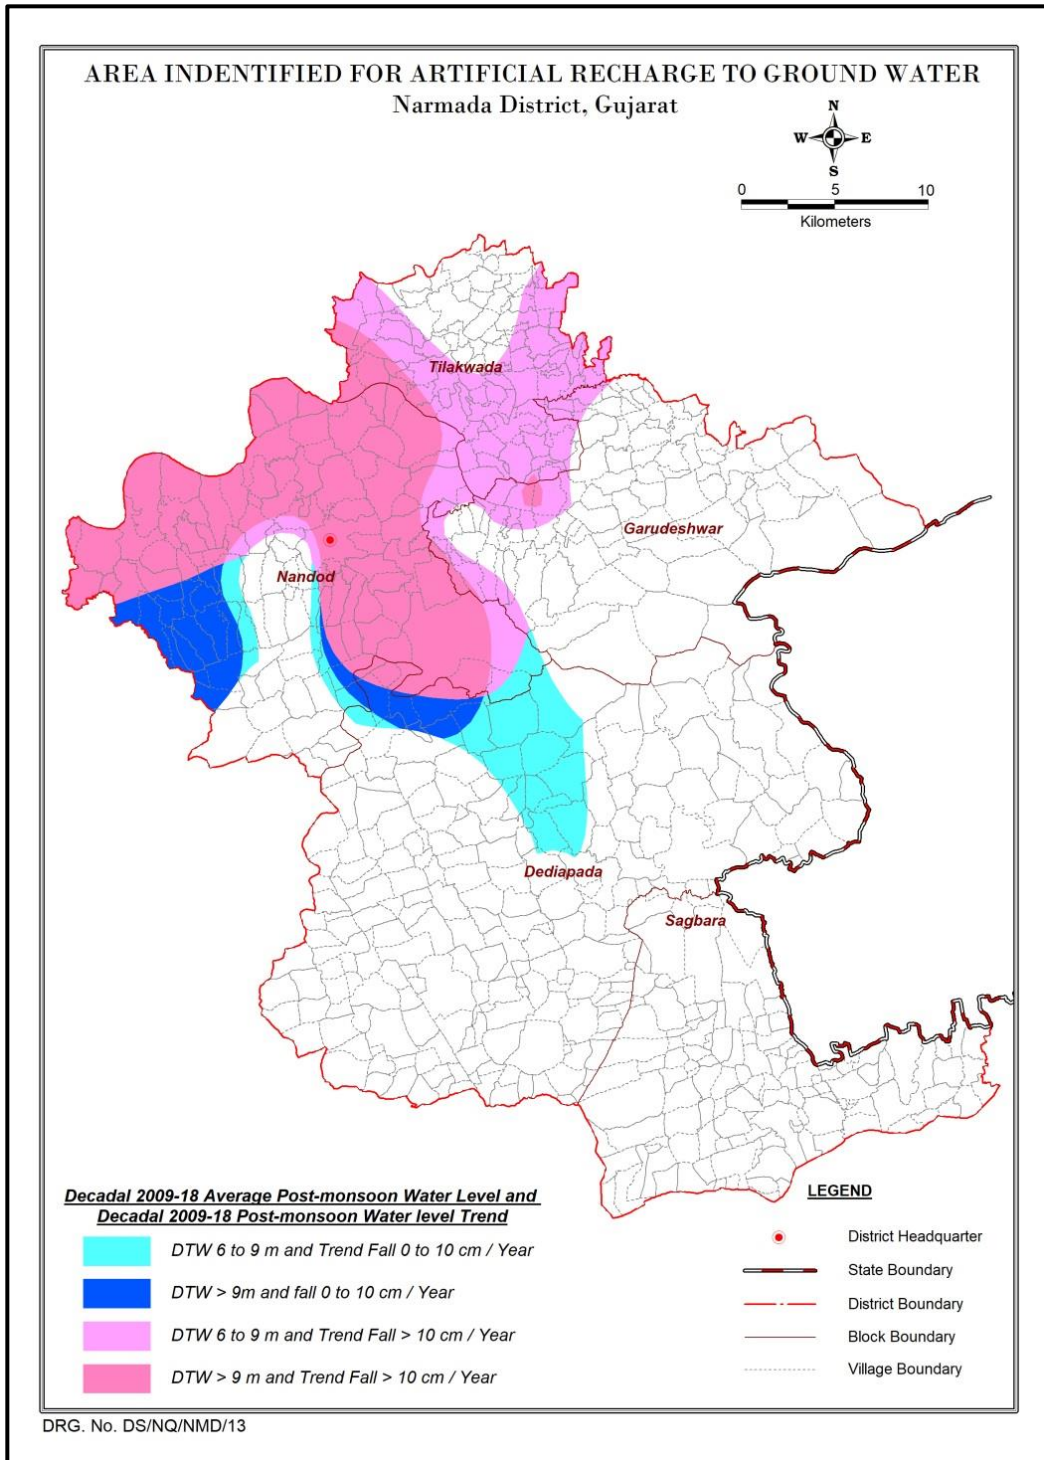 AREA INDENTIFIED FOR ARTIFICIAL RECHARGE TO GROUND WATER
Narmada District, Gujarat
N
W E
S
0 5 10
Kilometers
Tilakwada
Garudeshwar
Nandod
Dediapada
Sagbara
Decadal 2009-18 Average Post-monsoon Water Level and
Decadal 2009-18 Post-monsoon Water level Trend
DTW 6 to 9 m and Trend Fall 0 to 10 cm / Year
DTW > 9m and fall 0 to 10 cm / Year
DTW 6 to 9 m and Trend Fall > 10 cm / Year
DTW > 9 m and Trend Fall > 10 cm / Year
LEGEND
District Headquarter
State Boundary
District Boundary
Block Boundary
Village Boundary
DRG. No. DS/NQ/NMD/13